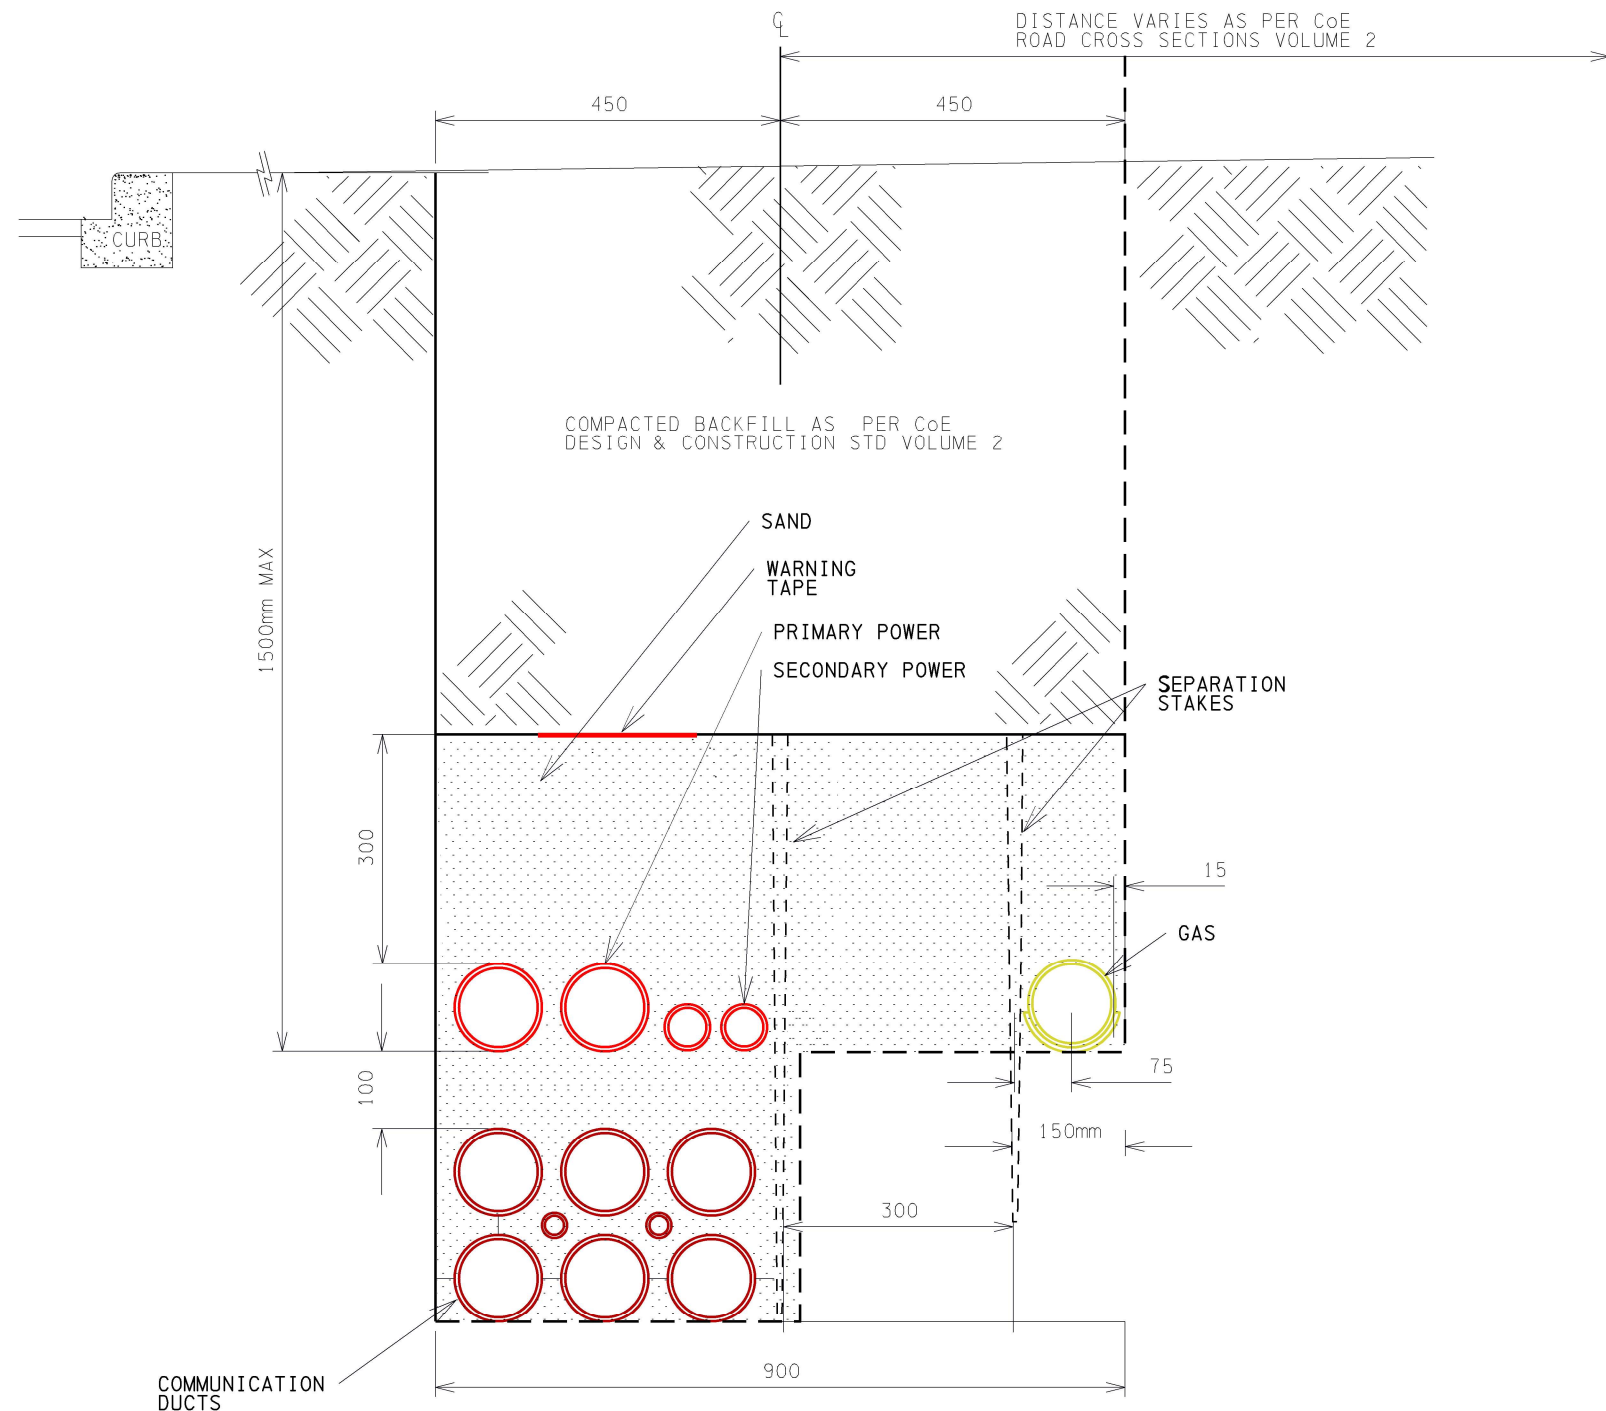 ℄
DISTANCE VARIES AS PER CoE
ROAD CROSS SECTIONS VOLUME 2
450
450
CURB
COMPACTED BACKFILL AS PER CoE
DESIGN & CONSTRUCTION STD VOLUME 2
SAND
WARNING
TAPE
1500mm MAX
PRIMARY POWER
SECONDARY POWER
SEPARATION
STAKES
300
15
GAS
100
75
150mm
300
900
COMMUNICATION
DUCTS